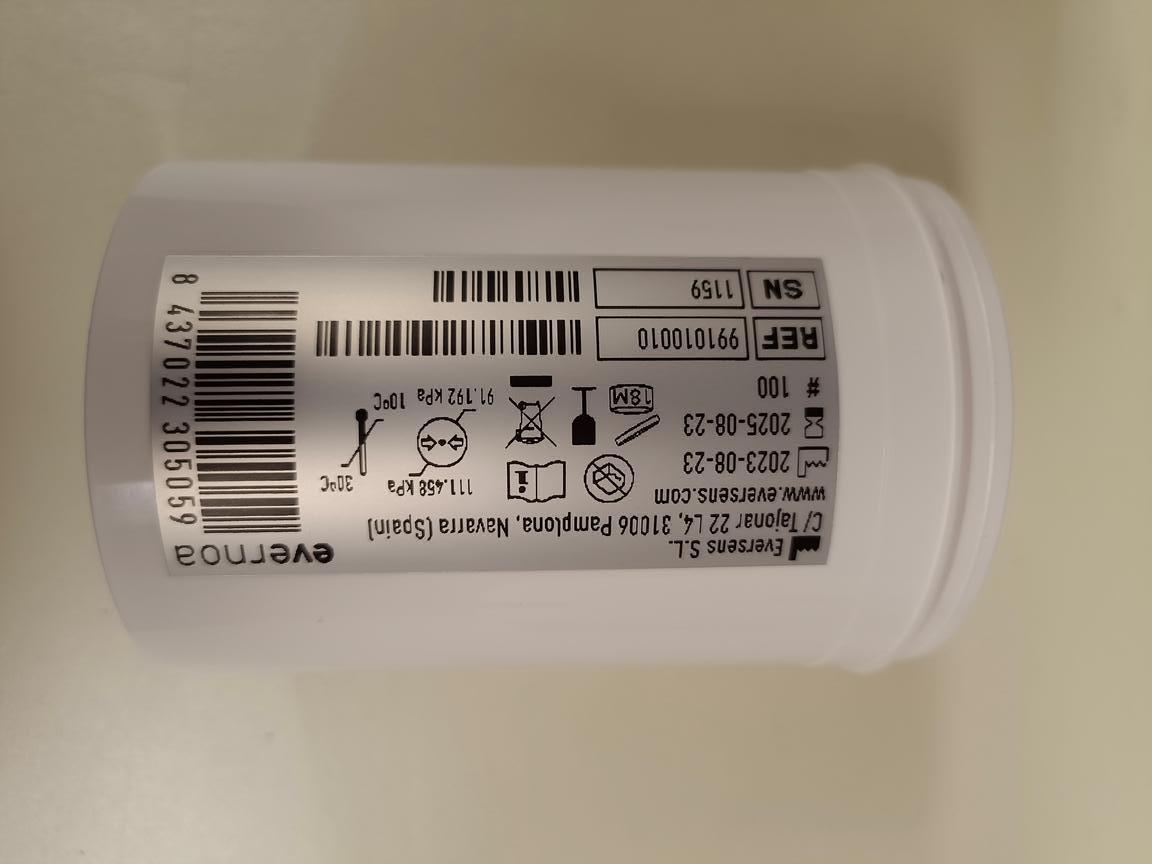 Eversens S.L.
C/ Tajonar 22 L4, 31006 Pamplona, Navarra (Spain)
www.eversens.com
2023-08-23
2025-08-23
# 100
REF 991010010
SN 1159
18M
i
111.458 kPa
91.192 kPa
30ºC
10ºC
evernoa
8 437022 305059